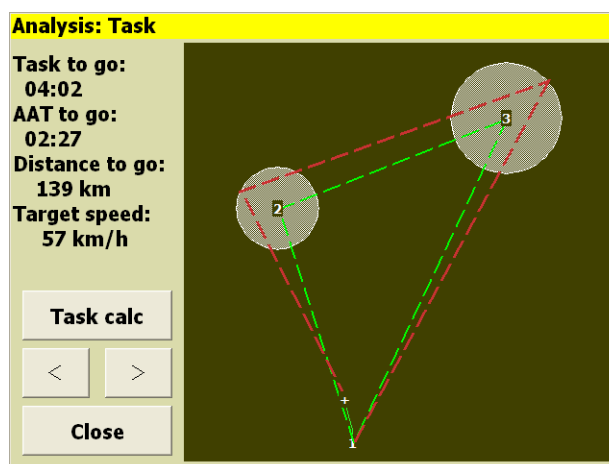 Analysis: Task
Task to go:
04:02
AAT to go:
02:27
Distance to go:
139 km
Target speed:
57 km/h
Task calc
< >
Close
3
2
1